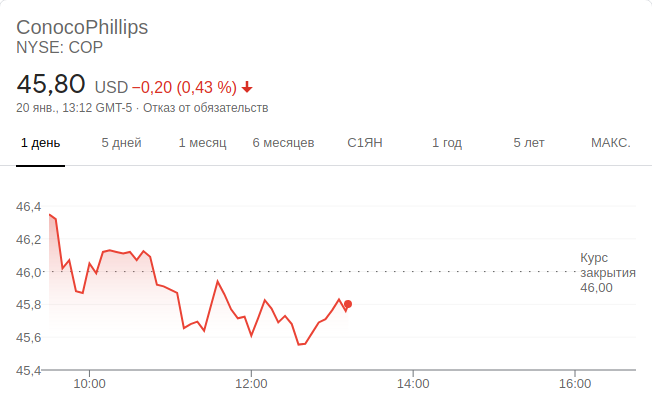 ConocoPhillips
NYSE: COP
45,80 USD −0,20 (0,43 %)
20 янв., 13:12 GMT-5 · Отказ от обязательств
1 день 5 дней 1 месяц 6 месяцев С1ЯН 1 год 5 лет МАКС.
46,4
46,2
46,0
45,8
45,6
45,4
Курс
закрытия
46,00
10:00 12:00 14:00 16:00